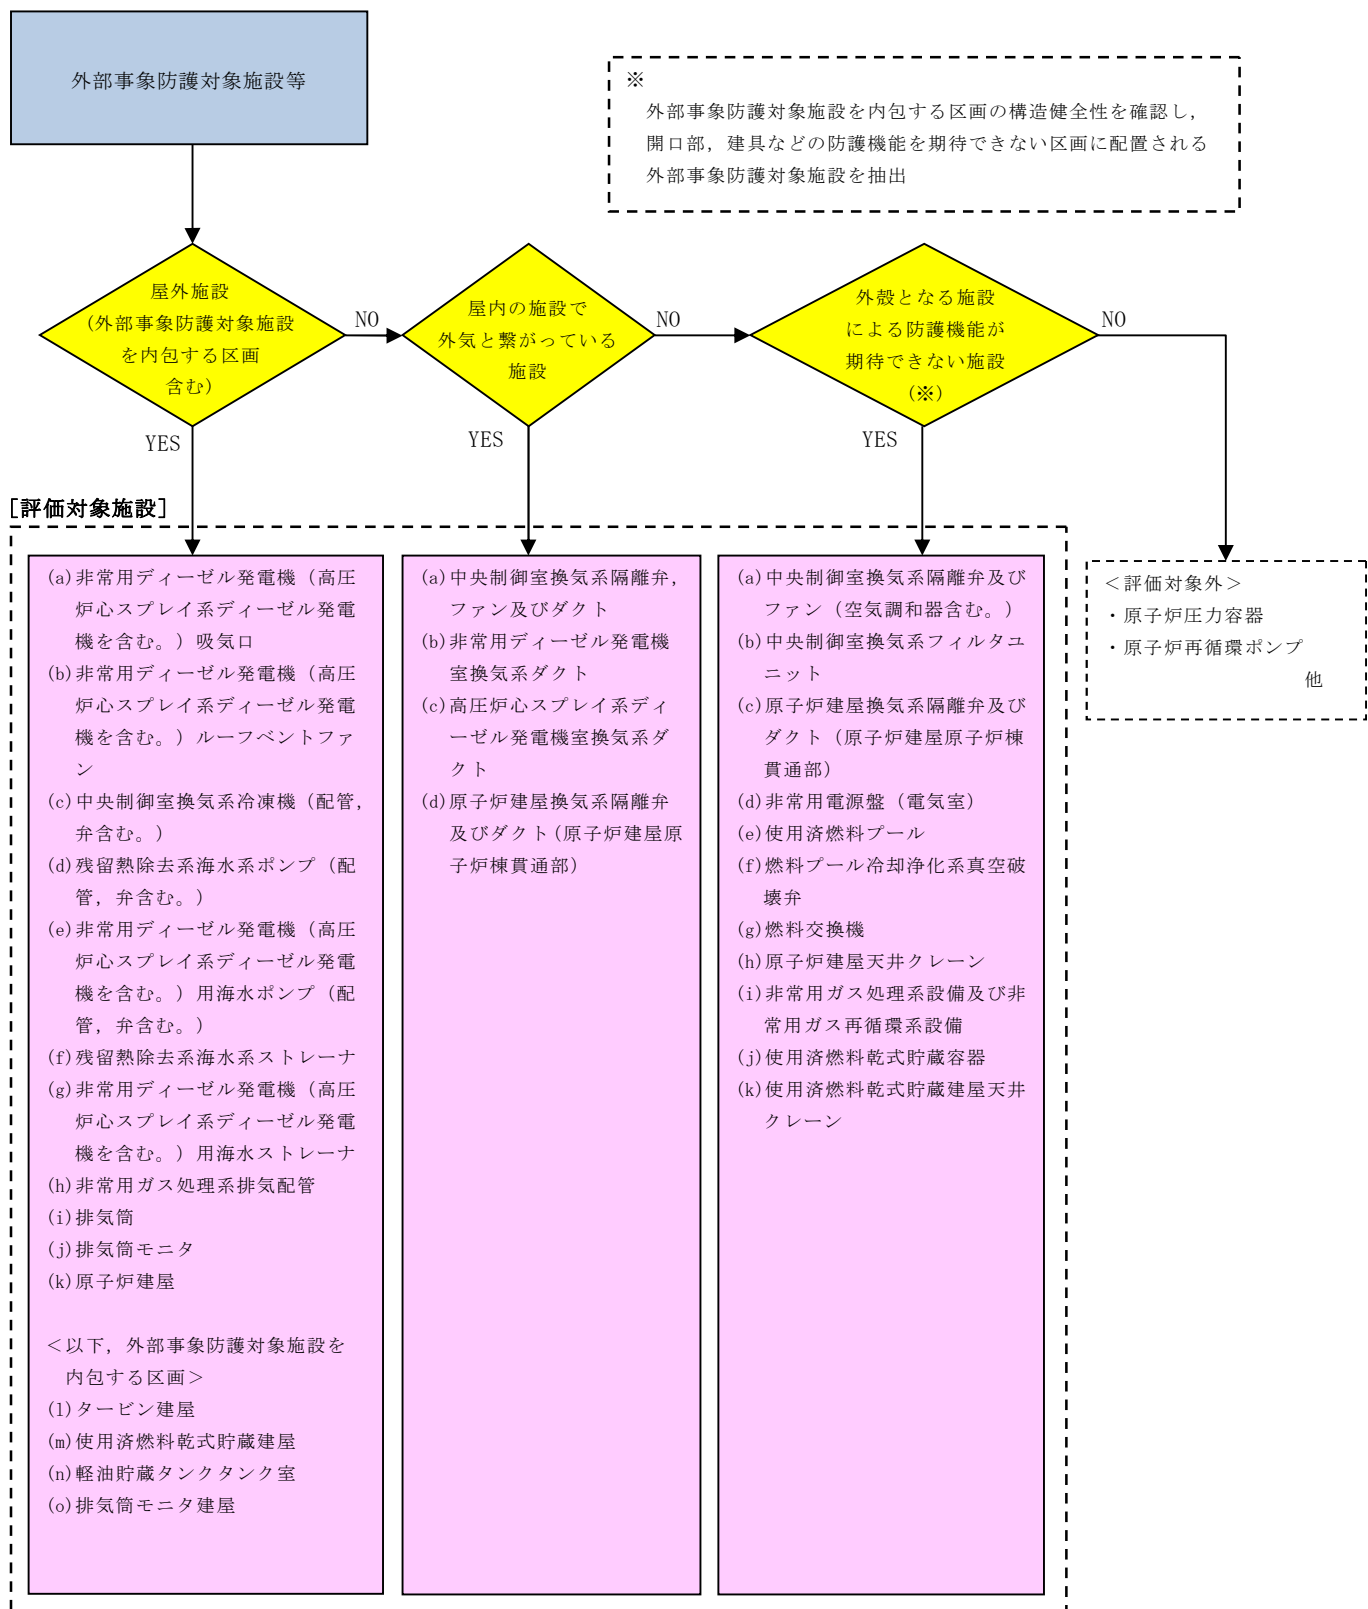 外部事象防護対象施設等
※
外部事象防護対象施設を内包する区画の構造健全性を確認し，
開口部，建具などの防護機能を期待できない区画に配置される
外部事象防護対象施設を抽出
屋外施設
(外部事象防護対象施設
を内包する区画
含む)
NO
YES
屋内の施設で
外気と繋がっている
施設
NO
YES
外殻となる施設
による防護機能が
期待できない施設
(※)
NO
YES
[評価対象施設]
(a)非常用ディーゼル発電機（高圧
炉心スプレイ系ディーゼル発電
機を含む。）吸気口
(b)非常用ディーゼル発電機（高圧
炉心スプレイ系ディーゼル発電
機を含む。）ルーフベントファ
ン
(c)中央制御室換気系冷凍機（配管，
弁含む。）
(d)残留熱除去系海水系ポンプ（配
管，弁含む。）
(e)非常用ディーゼル発電機（高圧
炉心スプレイ系ディーゼル発電
機を含む。）用海水ポンプ（配
管，弁含む。）
(f)残留熱除去系海水系ストレーナ
(g)非常用ディーゼル発電機（高圧
炉心スプレイ系ディーゼル発電
機を含む。）用海水ストレーナ
(h)非常用ガス処理系排気配管
(i)排気筒
(j)排気筒モニタ
(k)原子炉建屋
＜以下，外部事象防護対象施設を
内包する区画＞
(l)タービン建屋
(m)使用済燃料乾式貯蔵建屋
(n)軽油貯蔵タンクタンク室
(o)排気筒モニタ建屋
(a)中央制御室換気系隔離弁，
ファン及びダクト
(b)非常用ディーゼル発電機
室換気系ダクト
(c)高圧炉心スプレイ系ディ
ーゼル発電機室換気系ダ
クト
(d)原子炉建屋換気系隔離弁
及びダクト(原子炉建屋原
子炉棟貫通部）
(a)中央制御室換気系隔離弁及び
ファン（空気調和器含む。）
(b)中央制御室換気系フィルタユ
ニット
(c)原子炉建屋換気系隔離弁及び
ダクト（原子炉建屋原子炉棟
貫通部）
(d)非常用電源盤（電気室）
(e)使用済燃料プール
(f)燃料プール冷却浄化系真空破
壊弁
(g)燃料交換機
(h)原子炉建屋天井クレーン
(i)非常用ガス処理系設備及び非
常用ガス再循環系設備
(j)使用済燃料乾式貯蔵容器
(k)使用済燃料乾式貯蔵建屋天井
クレーン
＜評価対象外＞
・原子炉圧力容器
・原子炉再循環ポンプ
他